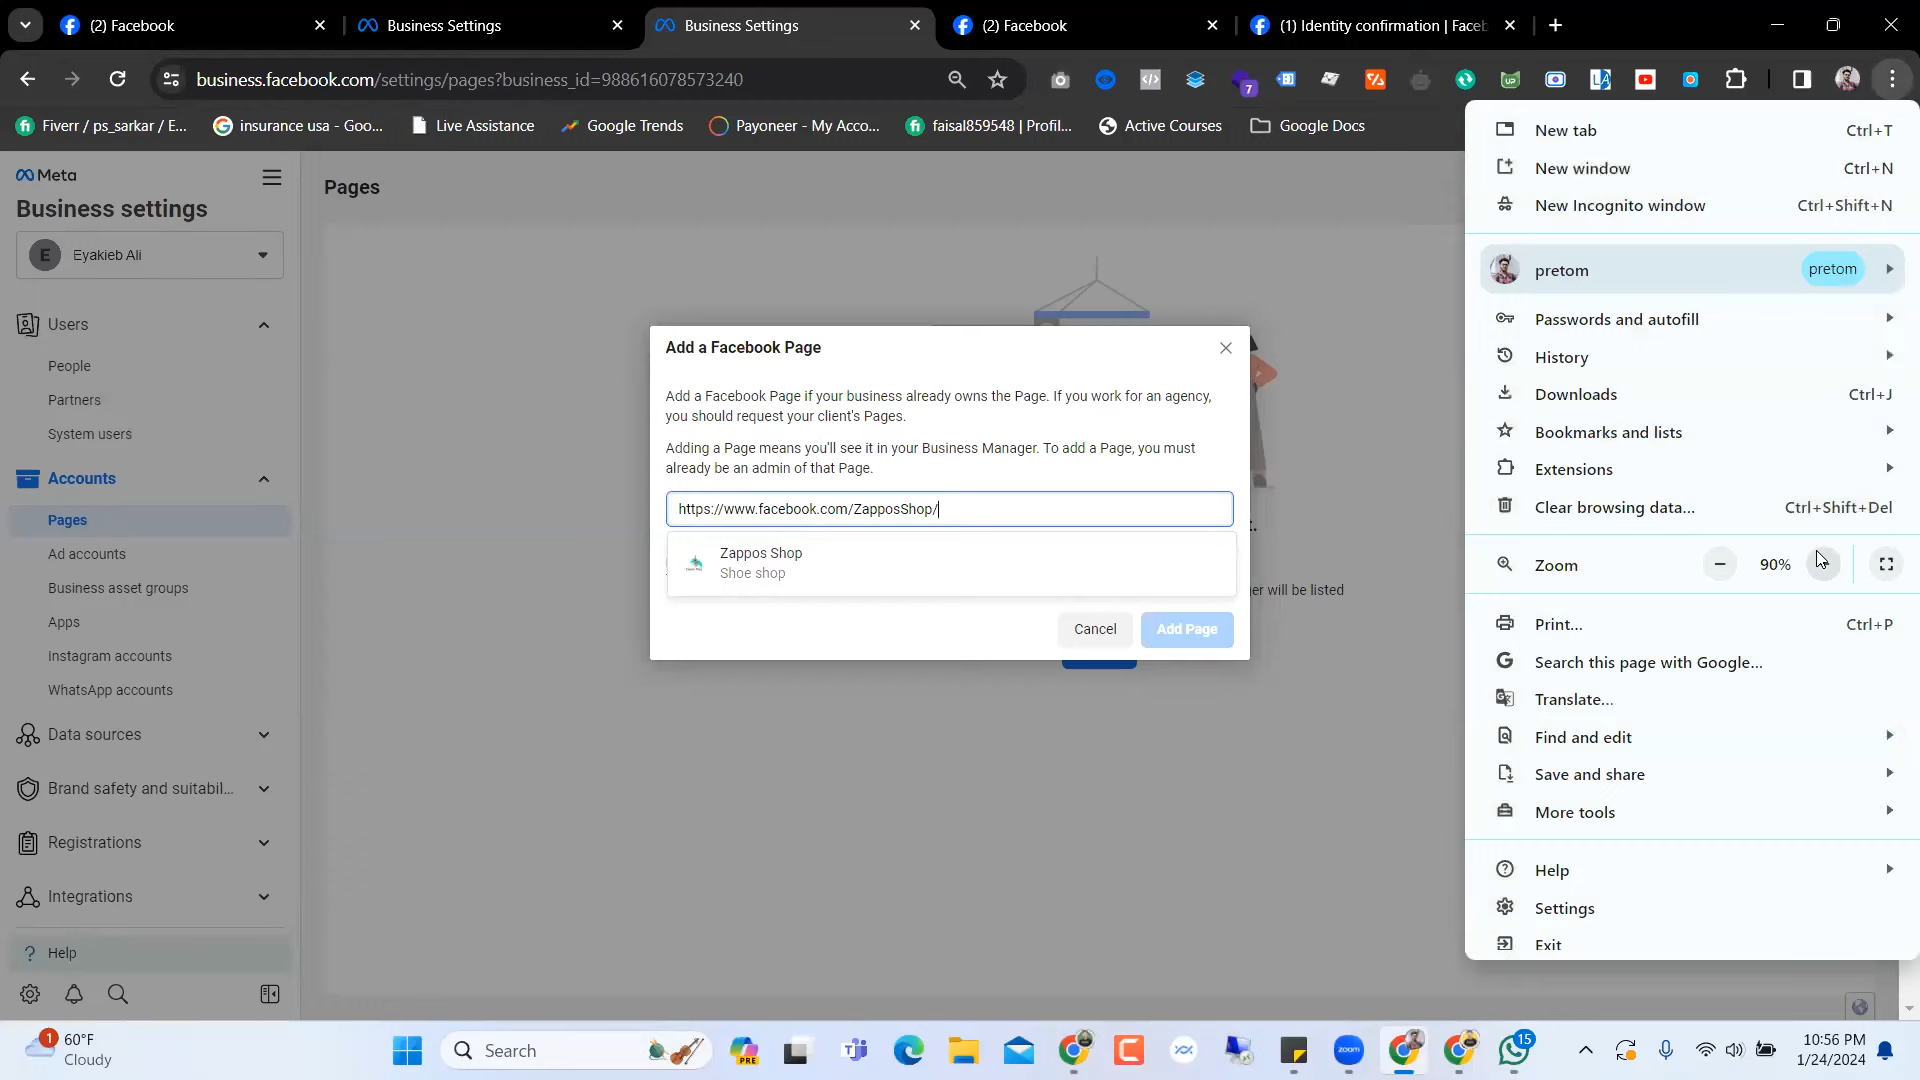 (2) Facebook
Business Settings
Business Settings
(2) Facebook
(1) Identity confirmation | Faceb
business.facebook.com/settings/pages?business_id=988616078573240
7
UP
Fiverr / ps_sarkar / E...
insurance usa - Goo...
Live Assistance
Google Trends
Payoneer - My Acco...
faisal859548 | Profil...
Active Courses
Google Docs
Meta
Business settings
E
Eyakieb Ali
Users
People
Partners
System users
Accounts
Pages
Ad accounts
Business asset groups
Apps
Instagram accounts
WhatsApp accounts
Data sources
Brand safety and suitabil...
Registrations
Integrations
Help
Pages
Add a Facebook Page
Add a Facebook Page if your business already owns the Page. If you work for an agency,
you should request your client's Pages.
Adding a Page means you'll see it in your Business Manager. To add a Page, you must
already be an admin of that Page.
https://www.facebook.com/ZapposShop/
Zappos Shop
Shoe shop
er will be listed
Cancel
Add Page
New tab Ctrl+T
New window Ctrl+N
New Incognito window Ctrl+Shift+N
pretom pretom
Passwords and autofill
History
Downloads Ctrl+J
Bookmarks and lists
Extensions
Clear browsing data... Ctrl+Shift+Del
Zoom 90%
Print... Ctrl+P
Search this page with Google...
Translate...
Find and edit
Save and share
More tools
Help
Settings
Exit
1
60°F
Cloudy
Search
PRE
zoom
15
10:56 PM
1/24/2024